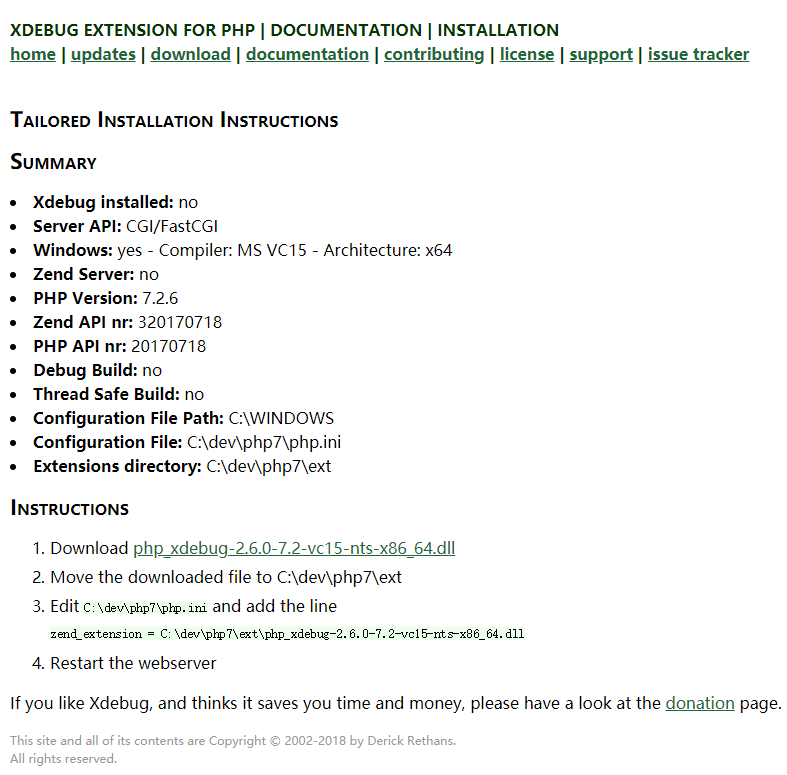 XDEBUG EXTENSION FOR PHP | DOCUMENTATION | INSTALLATION
home | updates | download | documentation | contributing | license | support | issue tracker
Tailored Installation Instructions
Summary
• Xdebug installed: no
• Server API: CGI/FastCGI
• Windows: yes - Compiler: MS VC15 - Architecture: x64
• Zend Server: no
• PHP Version: 7.2.6
• Zend API nr: 320170718
• PHP API nr: 20170718
• Debug Build: no
• Thread Safe Build: no
• Configuration File Path: C:\WINDOWS
• Configuration File: C:\dev\php7\php.ini
• Extensions directory: C:\dev\php7\ext
Instructions
1. Download php_xdebug-2.6.0-7.2-vc15-nts-x86_64.dll
2. Move the downloaded file to C:\dev\php7\ext
3. Edit C:\dev\php7\php.ini and add the line
zend_extension = C:\dev\php7\ext\php_xdebug-2.6.0-7.2-vc15-nts-x86_64.dll
4. Restart the webserver
If you like Xdebug, and thinks it saves you time and money, please have a look at the donation page.
This site and all of its contents are Copyright © 2002-2018 by Derick Rethans.
All rights reserved.